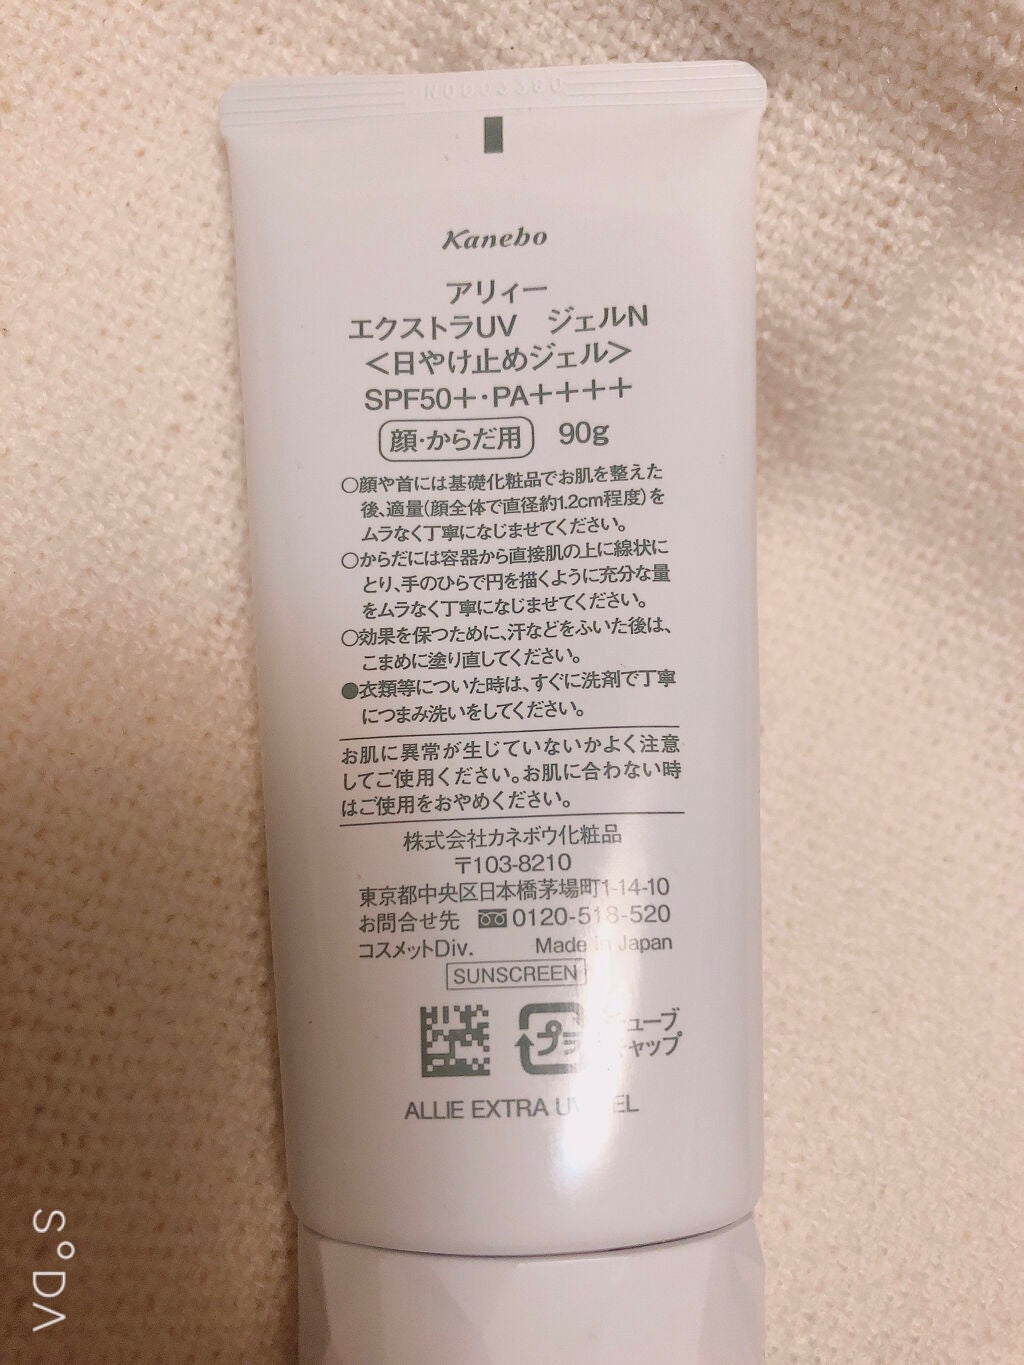 N0003360
Kanebo
アリィー
エクストラUV ジェルN
<日やけ止めジェル>
SPF50+・PA++++
顔・からだ用 90g
○顔や首には基礎化粧品でお肌を整えた
後、適量(顔全体で直径約1.2cm程度)を
ムラなく丁寧になじませてください。
○からだには容器から直接肌の上に線状に
とり、手のひらで円を描くように充分な量
をムラなく丁寧になじませてください。
○効果を保つために、汗などをふいた後は、
こまめに塗り直してください。
●衣類等についた時は、すぐに洗剤で丁寧
につまみ洗いをしてください。
お肌に異常が生じていないかよく注意
してご使用ください。お肌に合わない時
はご使用をおやめください。
株式会社カネボウ化粧品
〒103-8210
東京都中央区日本橋茅場町1-14-10
お問合せ先 0120-518-520
コスメットDiv. Made in Japan
SUNSCREEN
プラ
チューブ
キャップ
ALLIE EXTRA UV GEL
SODA